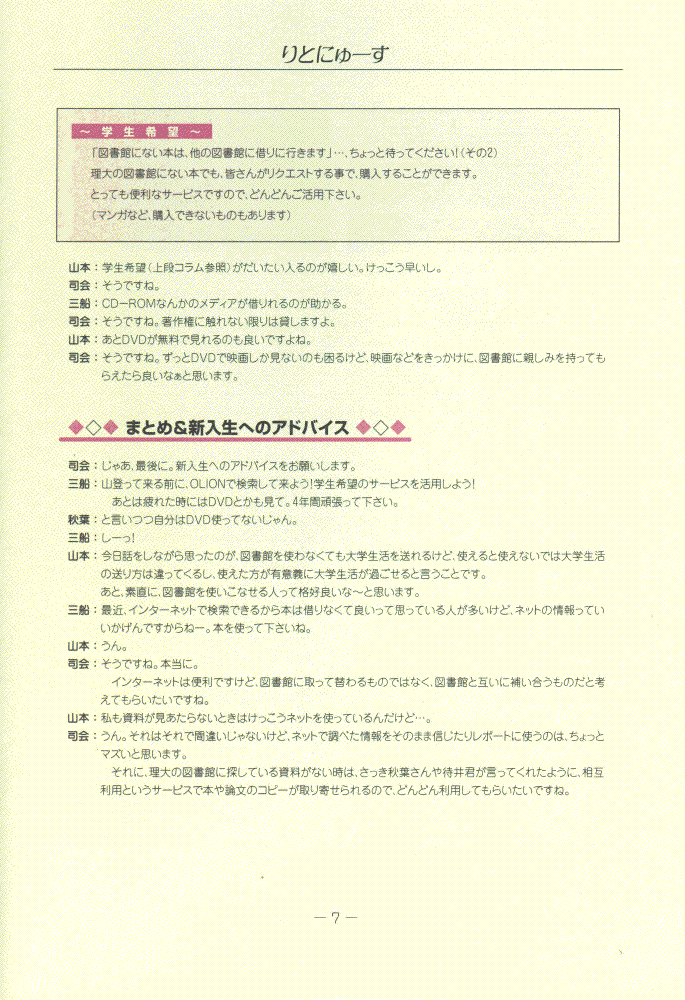 りとにゅーす
～ 学 生 希 望 ～
「図書館にない本は、他の図書館に借りに行きます」…、ちょっと待ってください！（その2）
理大の図書館にない本でも、皆さんがリクエストする事で、購入することができます。
とっても便利なサービスですので、どんどんご活用下さい。
（マンガなど、購入できないものもあります）
山本：学生希望（上段コラム参照）がだいたい入るのが嬉しい。けっこう早いし。
司会：そうですね。
三船：CD－ROMなんかのメディアが借りれるのが助かる。
司会：そうですね。著作権に触れない限りは貸しますよ。
山本：あとDVDが無料で見れるのも良いですよね。
司会：そうですね。ずっとDVDで映画しか見ないのも困るけど、映画などをきっかけに、図書館に親しみを持っても
らえたら良いなぁと思います。
◆◇◆ まとめ&新入生へのアドバイス ◆◇◆
司会：じゃあ、最後に。新入生へのアドバイスをお願いします。
三船：山登って来る前に、OLIONで検索して来よう！学生希望のサービスを活用しよう！
あとは疲れた時にはDVDとかも見て。4年間頑張って下さい。
秋葉：と言いつつ自分はDVD使ってないじゃん。
三船：しーっ！
山本：今日話をしながら思ったのが、図書館を使わなくても大学生活を送れるけど、使えると使えないでは大学生活
の送り方は違ってくるし、使えた方が有意義に大学生活が過ごせると言うことです。
あと、素直に、図書館を使いこなせる人って格好良いな～と思います。
三船：最近、インターネットで検索できるから本は借りなくて良いって思っている人が多いけど、ネットの情報ってい
いかげんですからねー。本を使って下さいね。
山本：うん。
司会：そうですね。本当に。
インターネットは便利ですけど、図書館に取って替わるものではなく、図書館と互いに補い合うものだと考
えてもらいたいですね。
山本：私も資料が見あたらないときはけっこうネットを使っているんだけど…。
司会：うん。それはそれで間違いじゃないけど、ネットで調べた情報をそのまま信じたりレポートに使うのは、ちょっと
マズいと思います。
それに、理大の図書館に探している資料がない時は、さっき秋葉さんや待井君が言ってくれたように、相互
利用というサービスで本や論文のコピーが取り寄せられるので、どんどん利用してもらいたいですね。
－7－